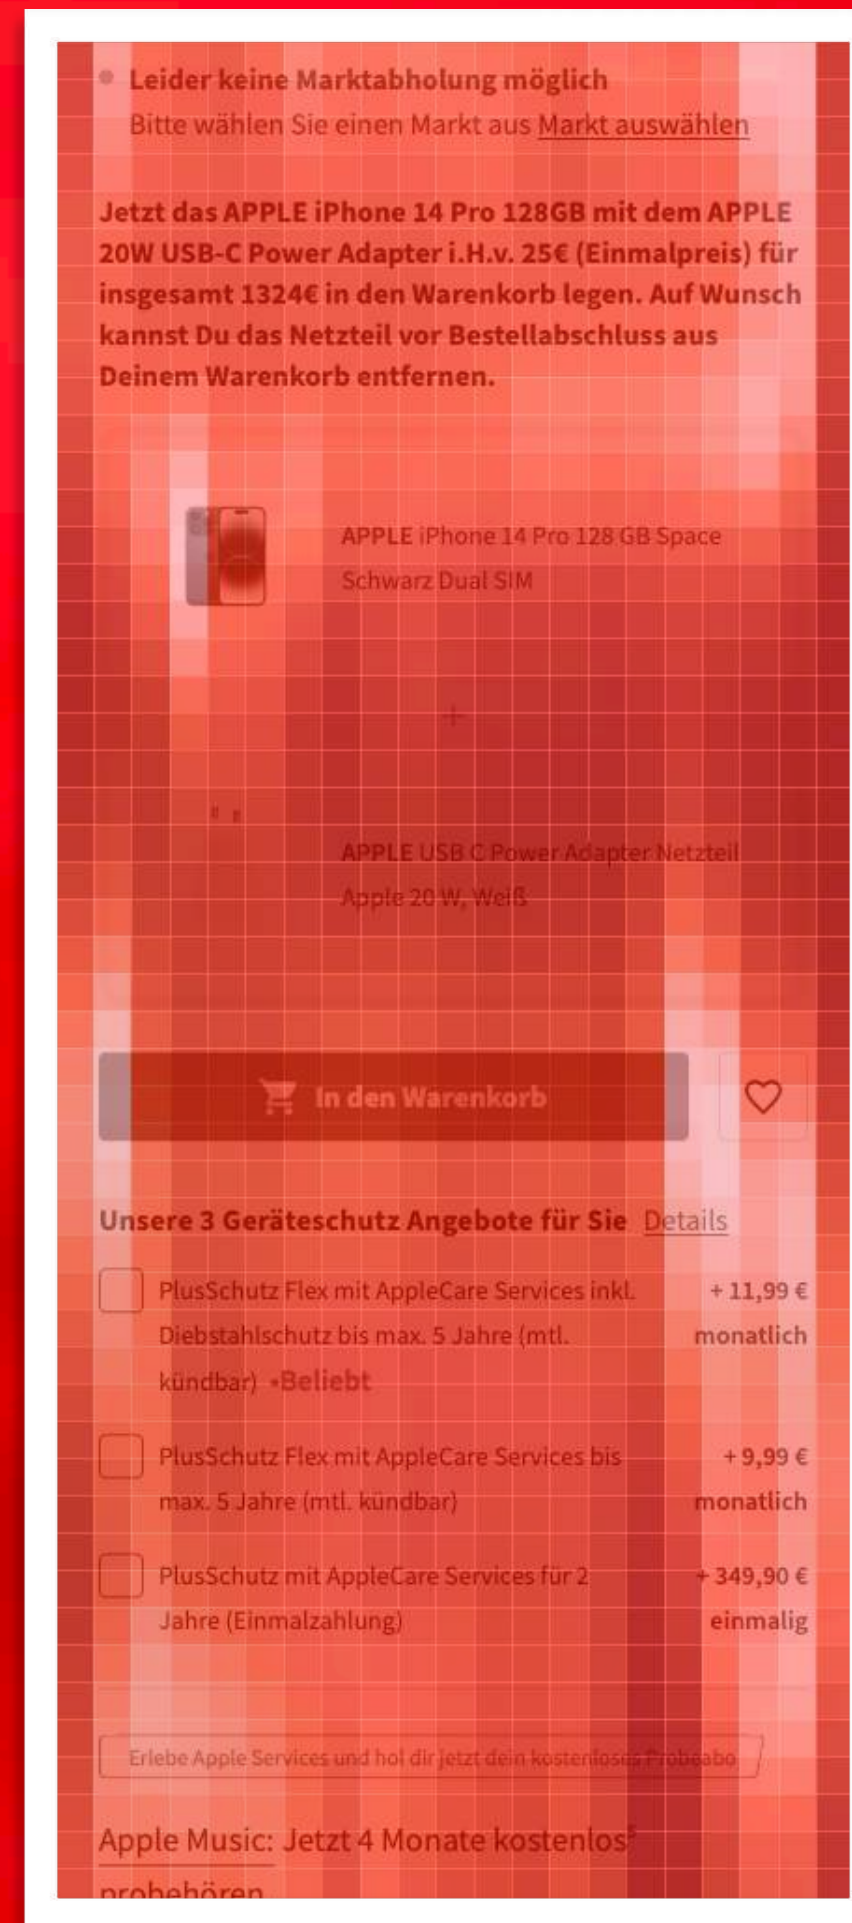 Leider keine Marktabholung möglich
Bitte wählen Sie einen Markt aus Markt auswählen
Jetzt das APPLE iPhone 14 Pro 128GB mit dem APPLE
20W USB-C Power Adapter i.H.v. 25€ (Einmalpreis) für
insgesamt 1324€ in den Warenkorb legen. Auf Wunsch
kannst Du das Netzteil vor Bestellabschluss aus
Deinem Warenkorb entfernen.
APPLE iPhone 14 Pro 128 GB Space
Schwarz Dual SIM
+
APPLE USB C Power Adapter Netzteil
Apple 20 W, Weiß
In den Warenkorb
Unsere 3 Geräteschutz Angebote für Sie Details
PlusSchutz Flex mit AppleCare Services inkl. + 11,99 €
Diebstahlschutz bis max. 5 Jahre (mtl. monatlich
kündbar) •Beliebt
PlusSchutz Flex mit AppleCare Services bis + 9,99 €
max. 5 Jahre (mtl. kündbar) monatlich
PlusSchutz mit AppleCare Services für 2 + 349,90 €
Jahre (Einmalzahlung) einmalig
Erlebe Apple Services und hol dir jetzt dein kostenloses Probeabo
Apple Music: Jetzt 4 Monate kostenlos
probehören